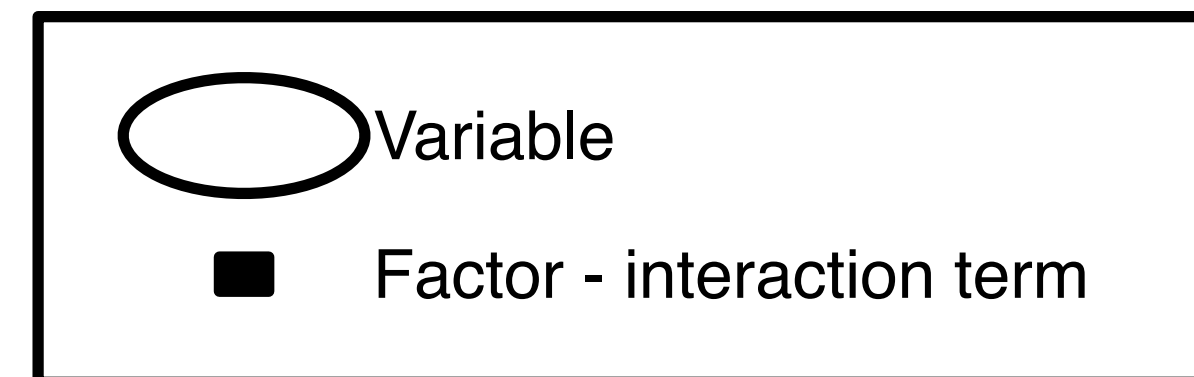 Variable
Factor - interaction term